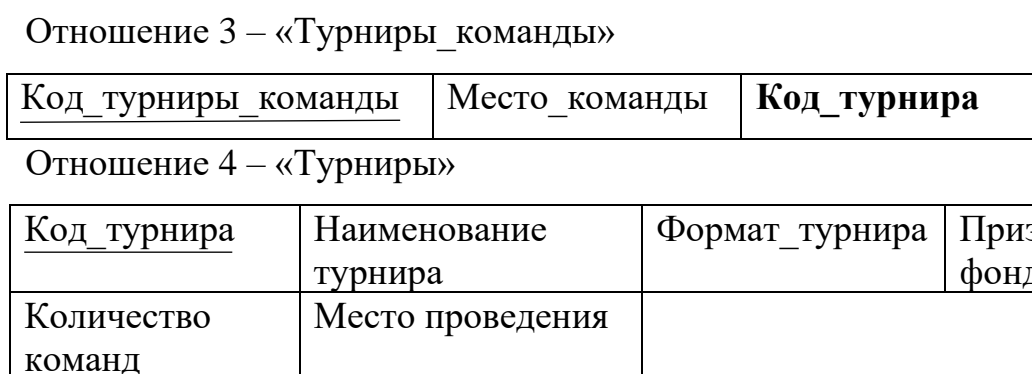 Отношение 3 – «Турниры_команды»
Код_турниры_команды Место_команды Код_турнира
Отношение 4 – «Турниры»
Код_турнира Наименование Формат_турнира
турнира
Количество Место проведения
команд